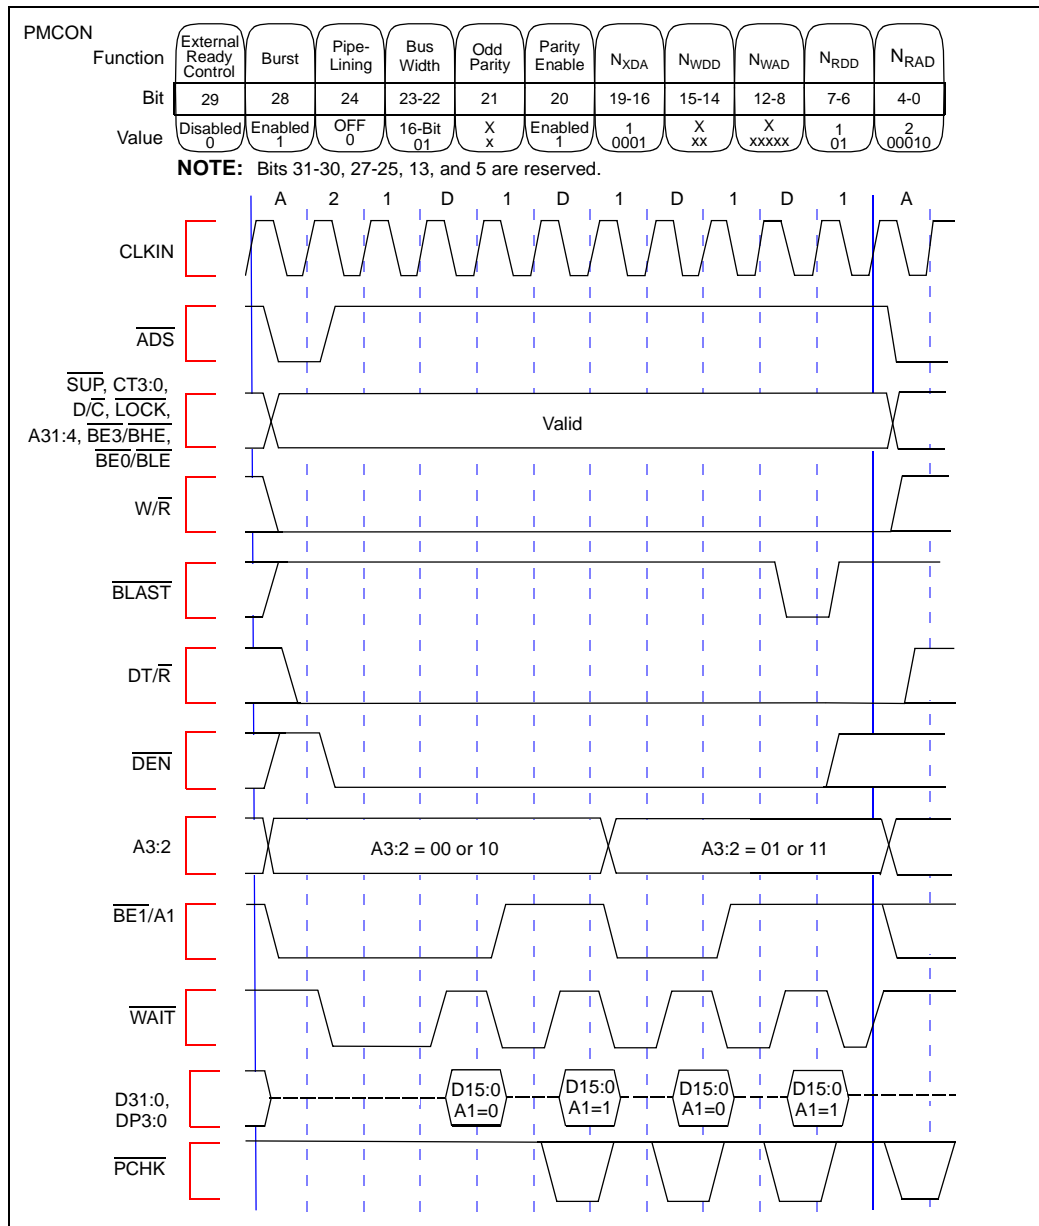 PMCON
Function
External Ready Control
Burst
Pipe-Lining
Bus Width
Odd Parity
Parity Enable
NXDA
NWDD
NWAD
NRDD
NRAD
Bit
29
28
24
23-22
21
20
19-16
15-14
12-8
7-6
4-0
Value
Disabled 0
Enabled 1
OFF 0
16-Bit 01
X x
Enabled 1
1 0001
X xx
X xxxxx
1 01
2 00010
NOTE: Bits 31-30, 27-25, 13, and 5 are reserved.
A 2 1 D 1 D 1 D 1 D 1 A
CLKIN
ADS
SUP, CT3:0,
D/C, LOCK,
A31:4, BE3/BHE,
BE0/BLE
Valid
W/R
BLAST
DT/R
DEN
A3:2
A3:2 = 00 or 10
A3:2 = 01 or 11
BE1/A1
WAIT
D31:0,
DP3:0
D15:0 A1=0
D15:0 A1=1
D15:0 A1=0
D15:0 A1=1
PCHK